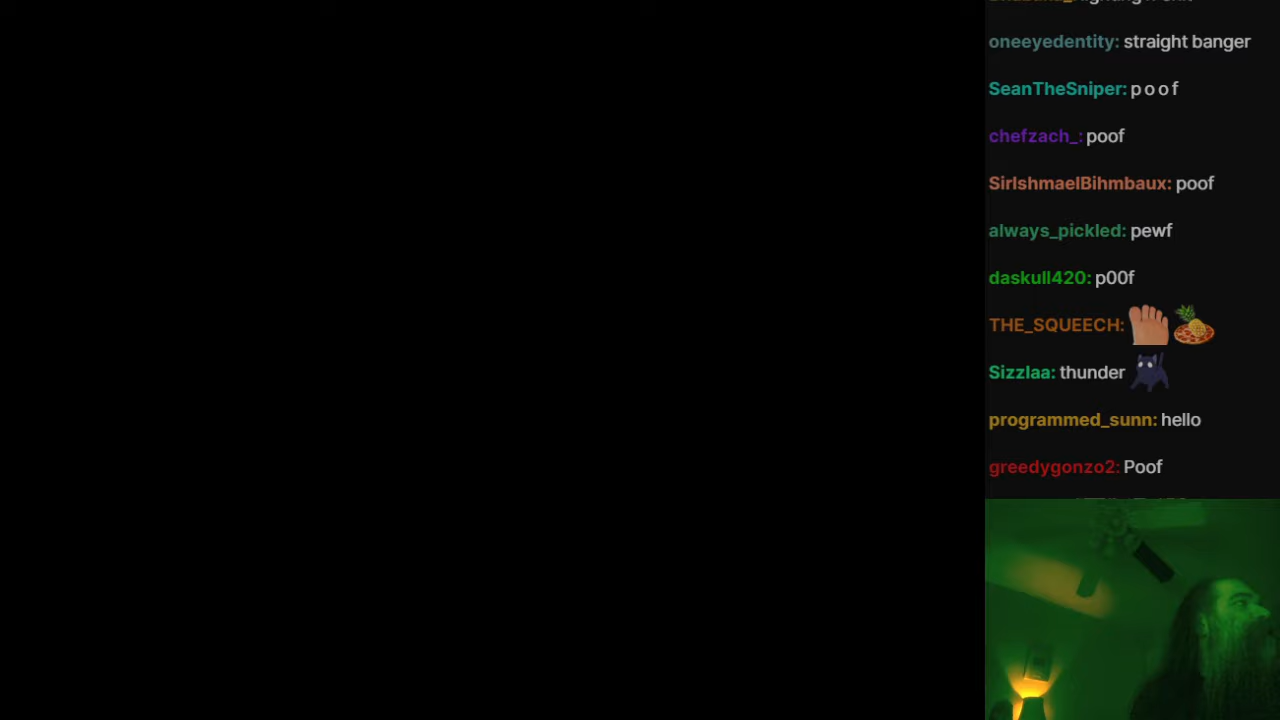 oneeyedentity: straight banger
SeanTheSniper: p o o f
chefzach_: poof
SirIshmaelBihmbaux: poof
always_pickled: pewf
daskull420: p00f
THE_SQUEECH:
Sizzlaa: thunder
programmed_sunn: hello
greedygonzo2: Poof